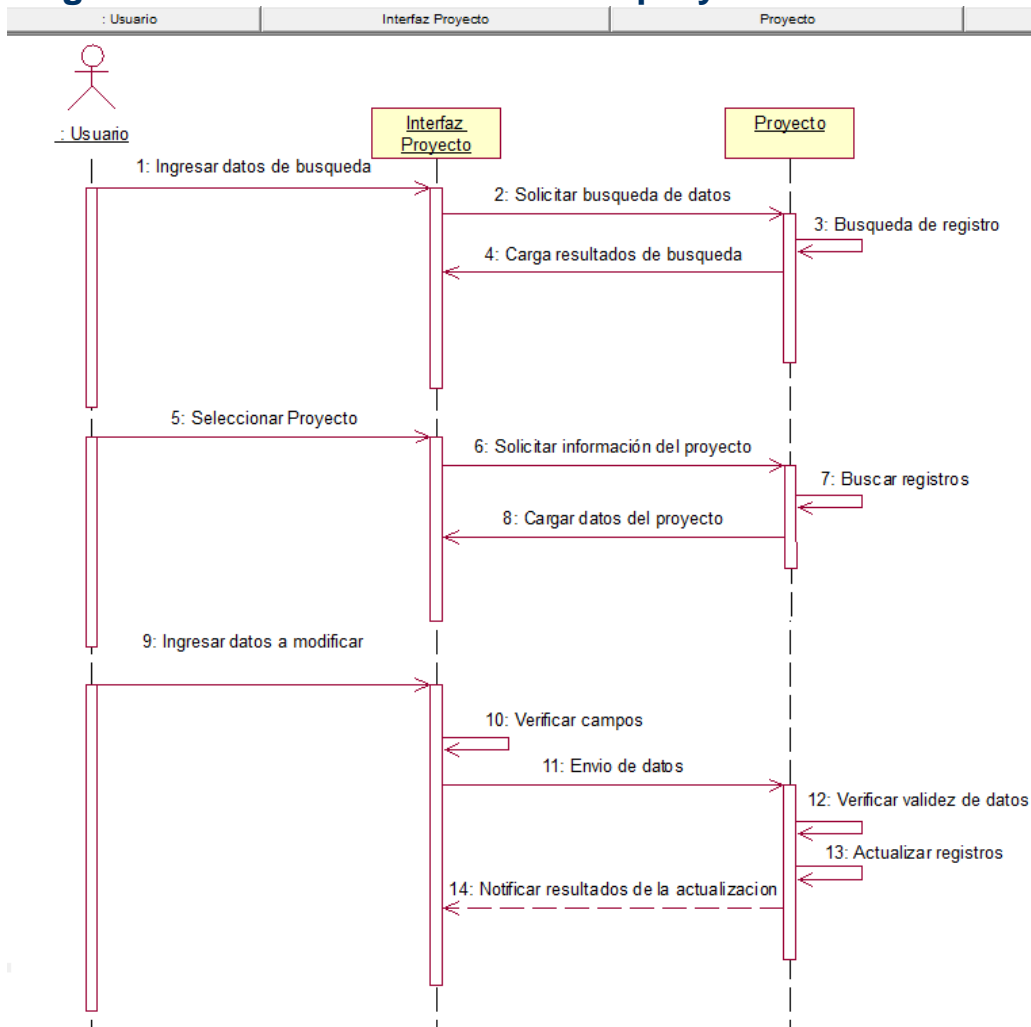 : Usuario
Interfaz Proyecto
Proyecto
: Usuario
Interfaz
Proyecto
Proyecto
1: Ingresar datos de busqueda
2: Solicitar busqueda de datos
3: Busqueda de registro
4: Carga resultados de busqueda
5: Seleccionar Proyecto
6: Solicitar información del proyecto
7: Buscar registros
8: Cargar datos del proyecto
9: Ingresar datos a modificar
10: Verificar campos
11: Envio de datos
12: Verificar validez de datos
13: Actualizar registros
14: Notificar resultados de la actualizacion